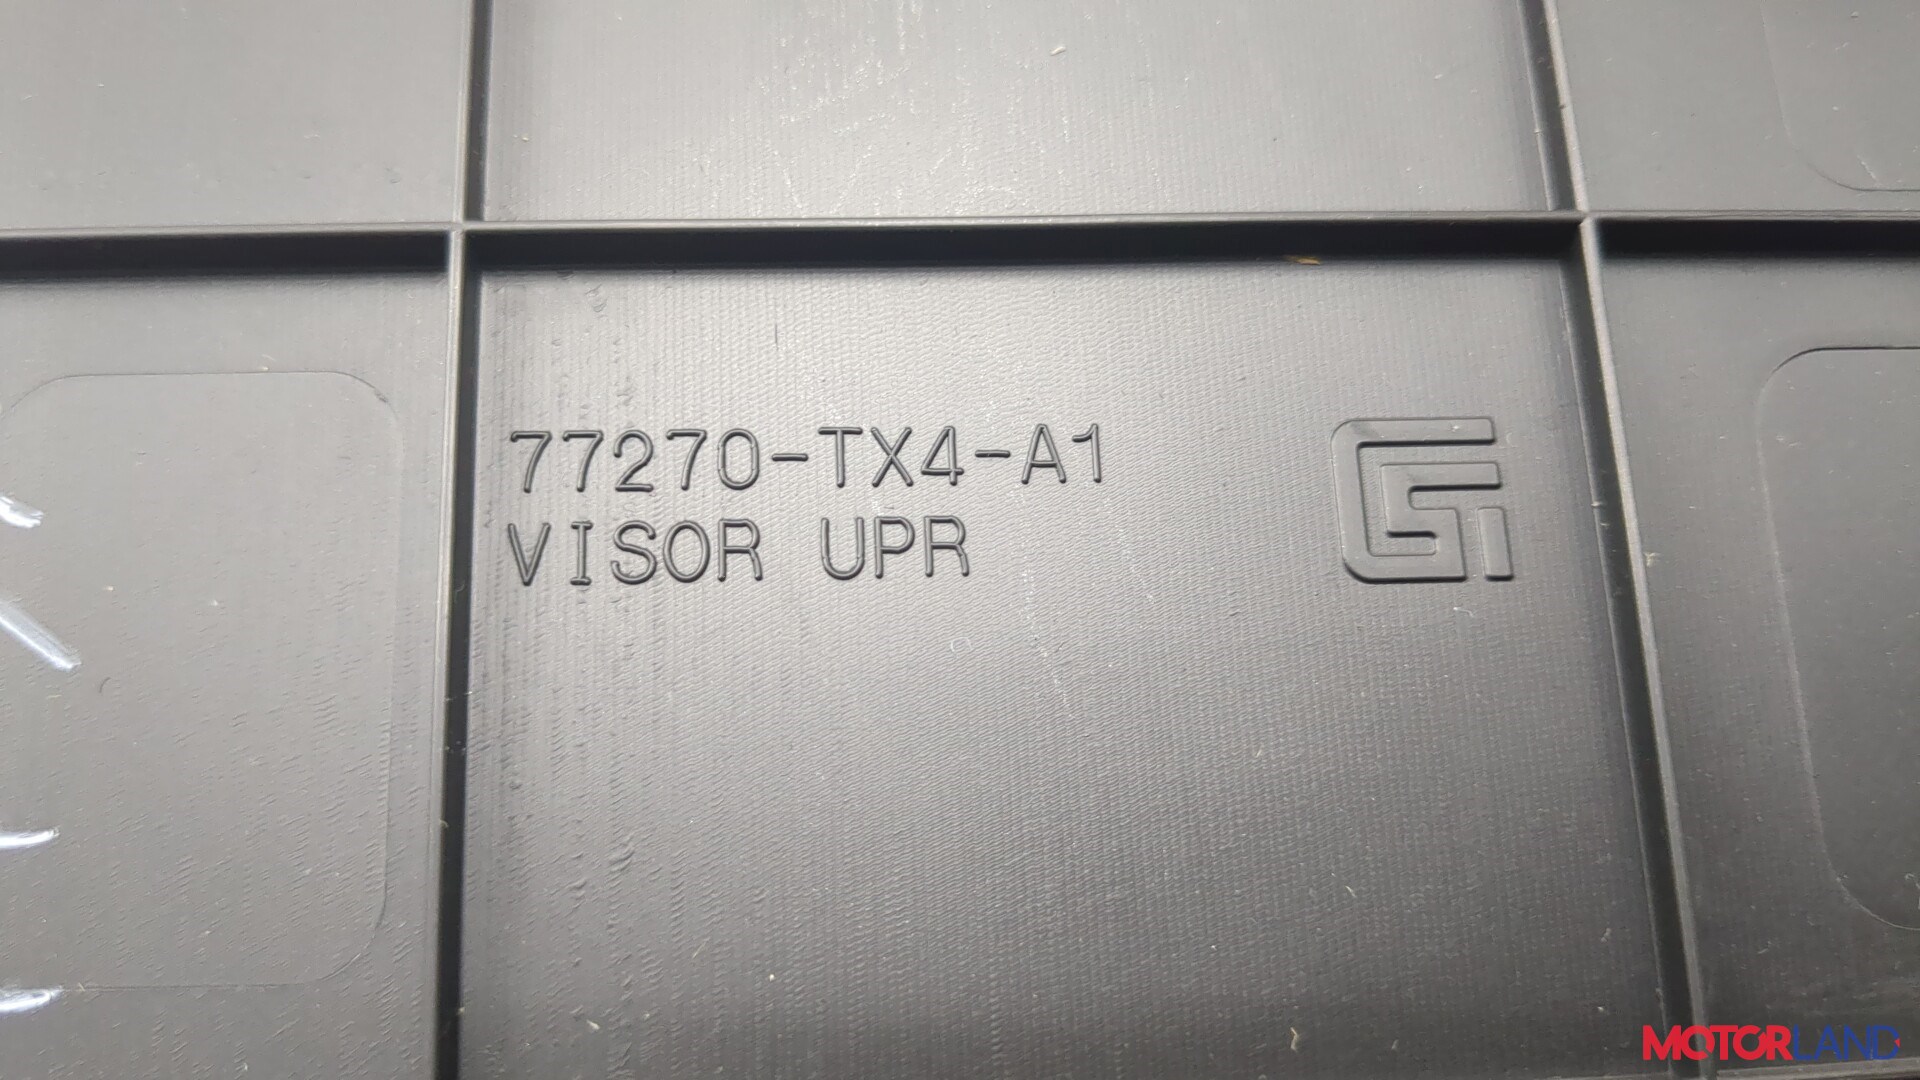 77270-TX4-A1
VISOR UPR
MOTORLAND